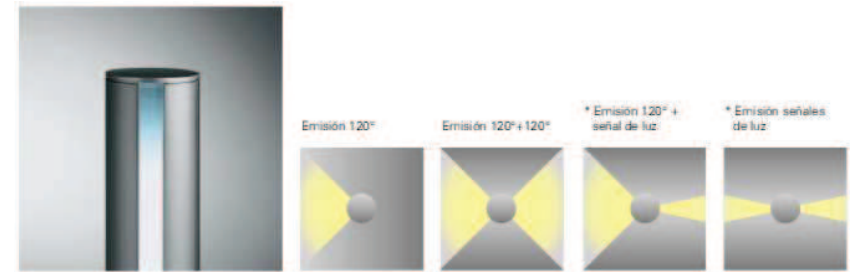 Emisión 120°
Emisión 120°+120°
* Emisión 120° +
señal de luz
* Emisión señales
de luz